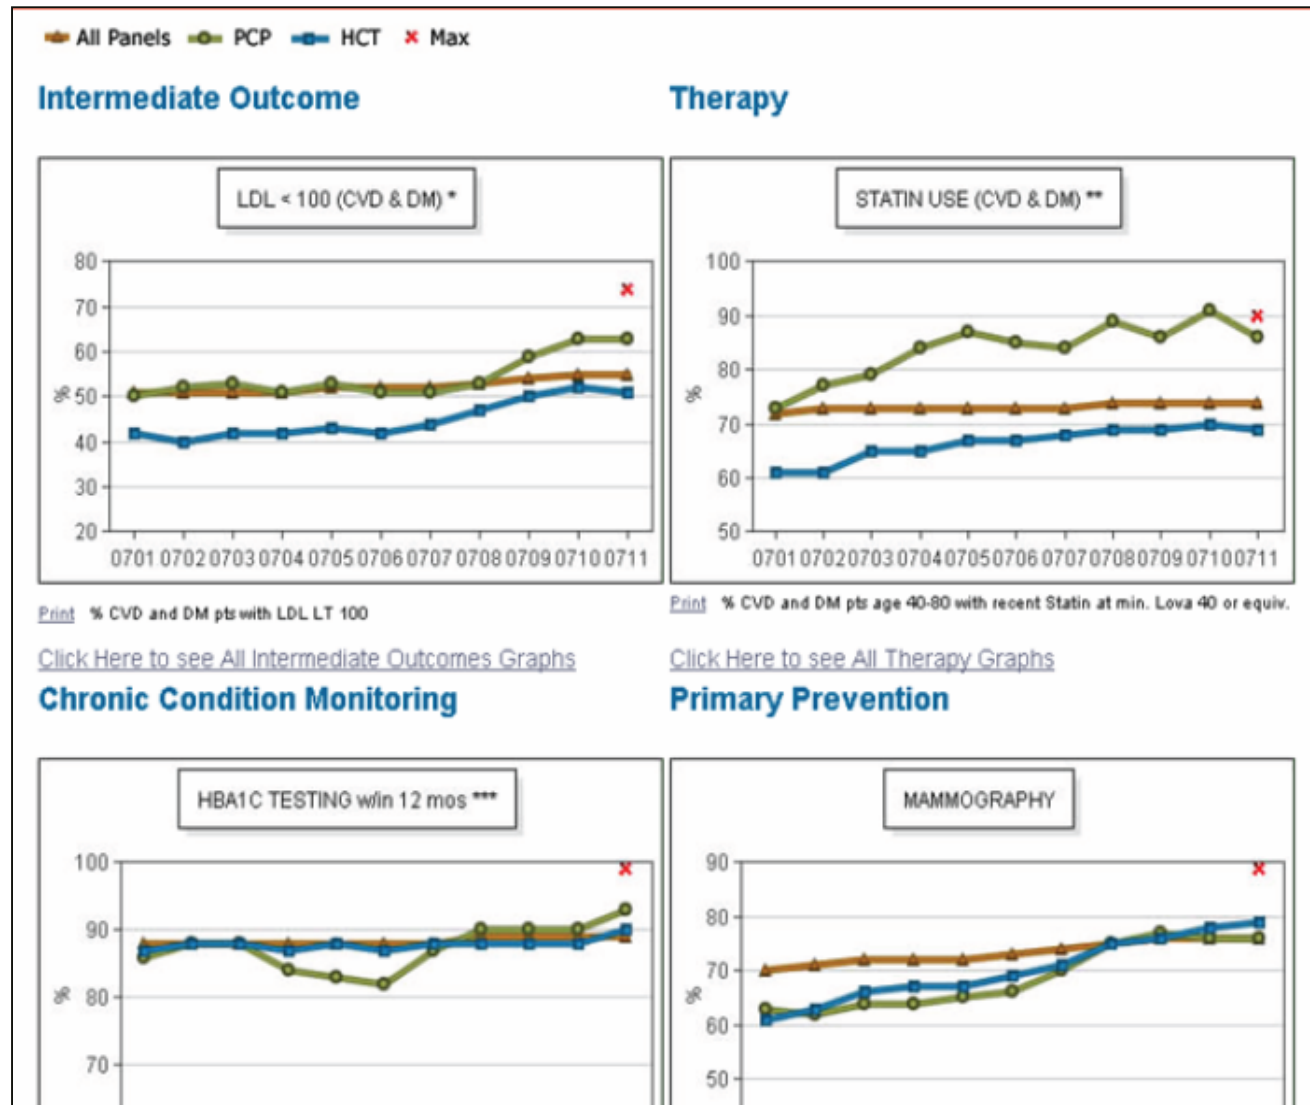 All Panels PCP HCT Max
Intermediate Outcome
Therapy
LDL < 100 (CVD & DM) *
80
70
60
50
40
30
20
%
0701 0702 0703 0704 0705 0706 0707 0708 0709 0710 0711
STATIN USE (CVD & DM) **
100
90
80
70
60
50
%
0701 0702 0703 0704 0705 0706 0707 0708 0709 0710 0711
Print % CVD and DM pts with LDL LT 100
Print % CVD and DM pts age 40-80 with recent Statin at min. Lova 40 or equiv.
Click Here to see All Intermediate Outcomes Graphs
Click Here to see All Therapy Graphs
Chronic Condition Monitoring
Primary Prevention
HBA1C TESTING w/in 12 mos ***
100
90
80
70
%
MAMMOGRAPHY
90
80
70
60
50
%